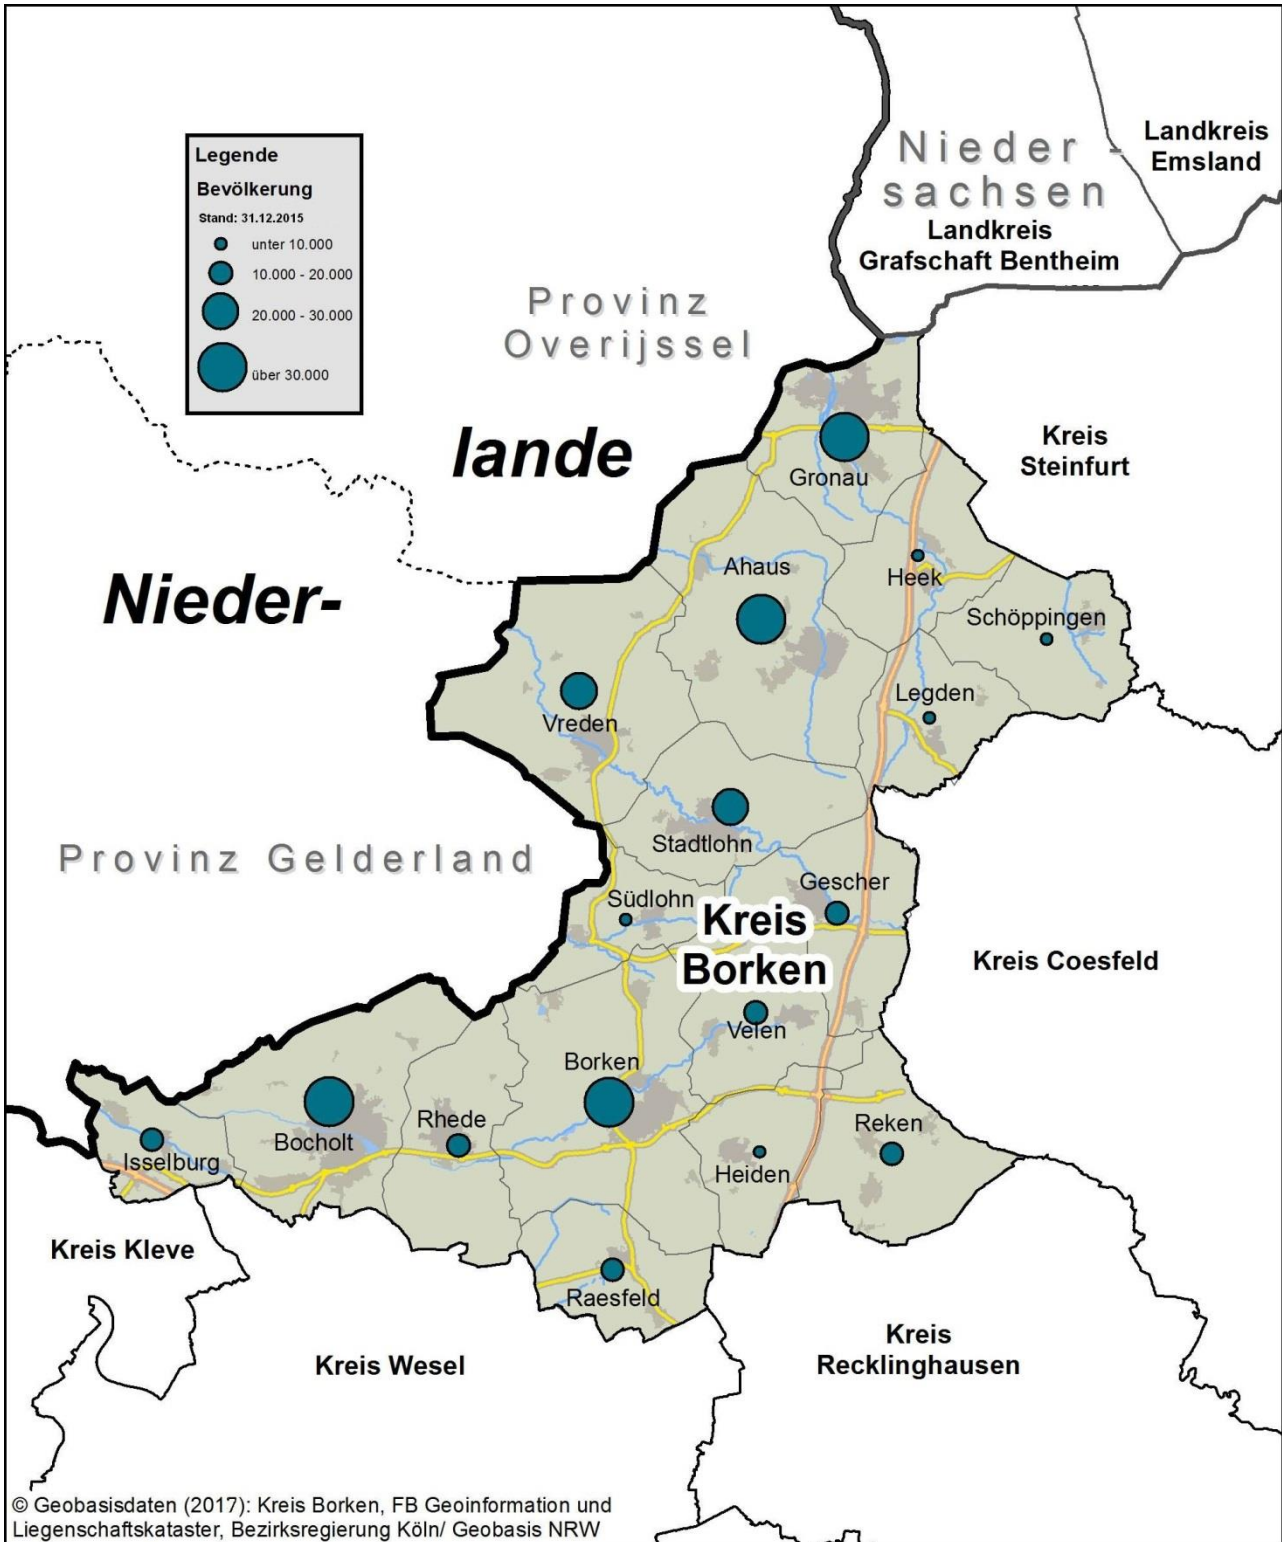 Legende
Bevölkerung
Stand: 31.12.2015
unter 10.000
10.000 - 20.000
20.000 - 30.000
über 30.000
Nieder
sachsen
Landkreis
Grafschaft Bentheim
Landkreis
Emsland
Provinz
Overijssel
lande
Nieder-
Kreis
Steinfurt
Gronau
Ahaus
Heek
Schöppingen
Legden
Vreden
Stadtlohn
Provinz Gelderland
Gescher
Südlohn
Kreis
Borken
Kreis Coesfeld
Velen
Borken
Rhede
Bocholt
Isselburg
Reken
Heiden
Raesfeld
Kreis Kleve
Kreis Wesel
Kreis
Recklinghausen
© Geobasisdaten (2017): Kreis Borken, FB Geoinformation und
Liegenschaftskataster, Bezirksregierung Köln/ Geobasis NRW